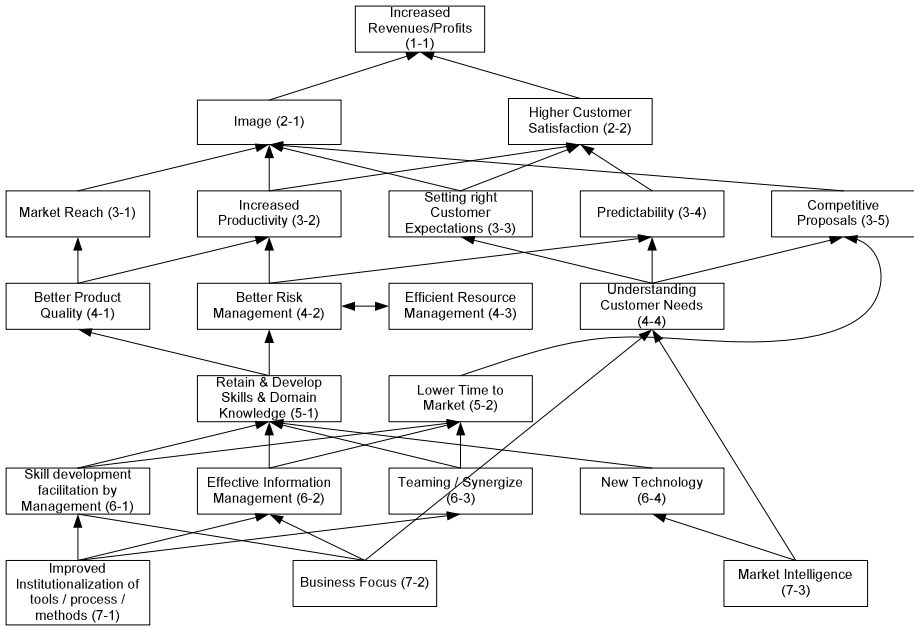 Increased
Revenues/Profits
(1-1)
Image (2-1)
Higher Customer
Satisfaction (2-2)
Market Reach (3-1)
Increased
Productivity (3-2)
Setting right
Customer
Expectations (3-3)
Predictability (3-4)
Competitive
Proposals (3-5)
Better Product
Quality (4-1)
Better Risk
Management (4-2)
Efficient Resource
Management (4-3)
Understanding
Customer Needs
(4-4)
Retain & Develop
Skills & Domain
Knowledge (5-1)
Lower Time to
Market (5-2)
Skill development
facilitation by
Management (6-1)
Effective Information
Management (6-2)
Teaming / Synergize
(6-3)
New Technology
(6-4)
Improved
Institutionalization of
tools / process /
methods (7-1)
Business Focus (7-2)
Market Intelligence
(7-3)